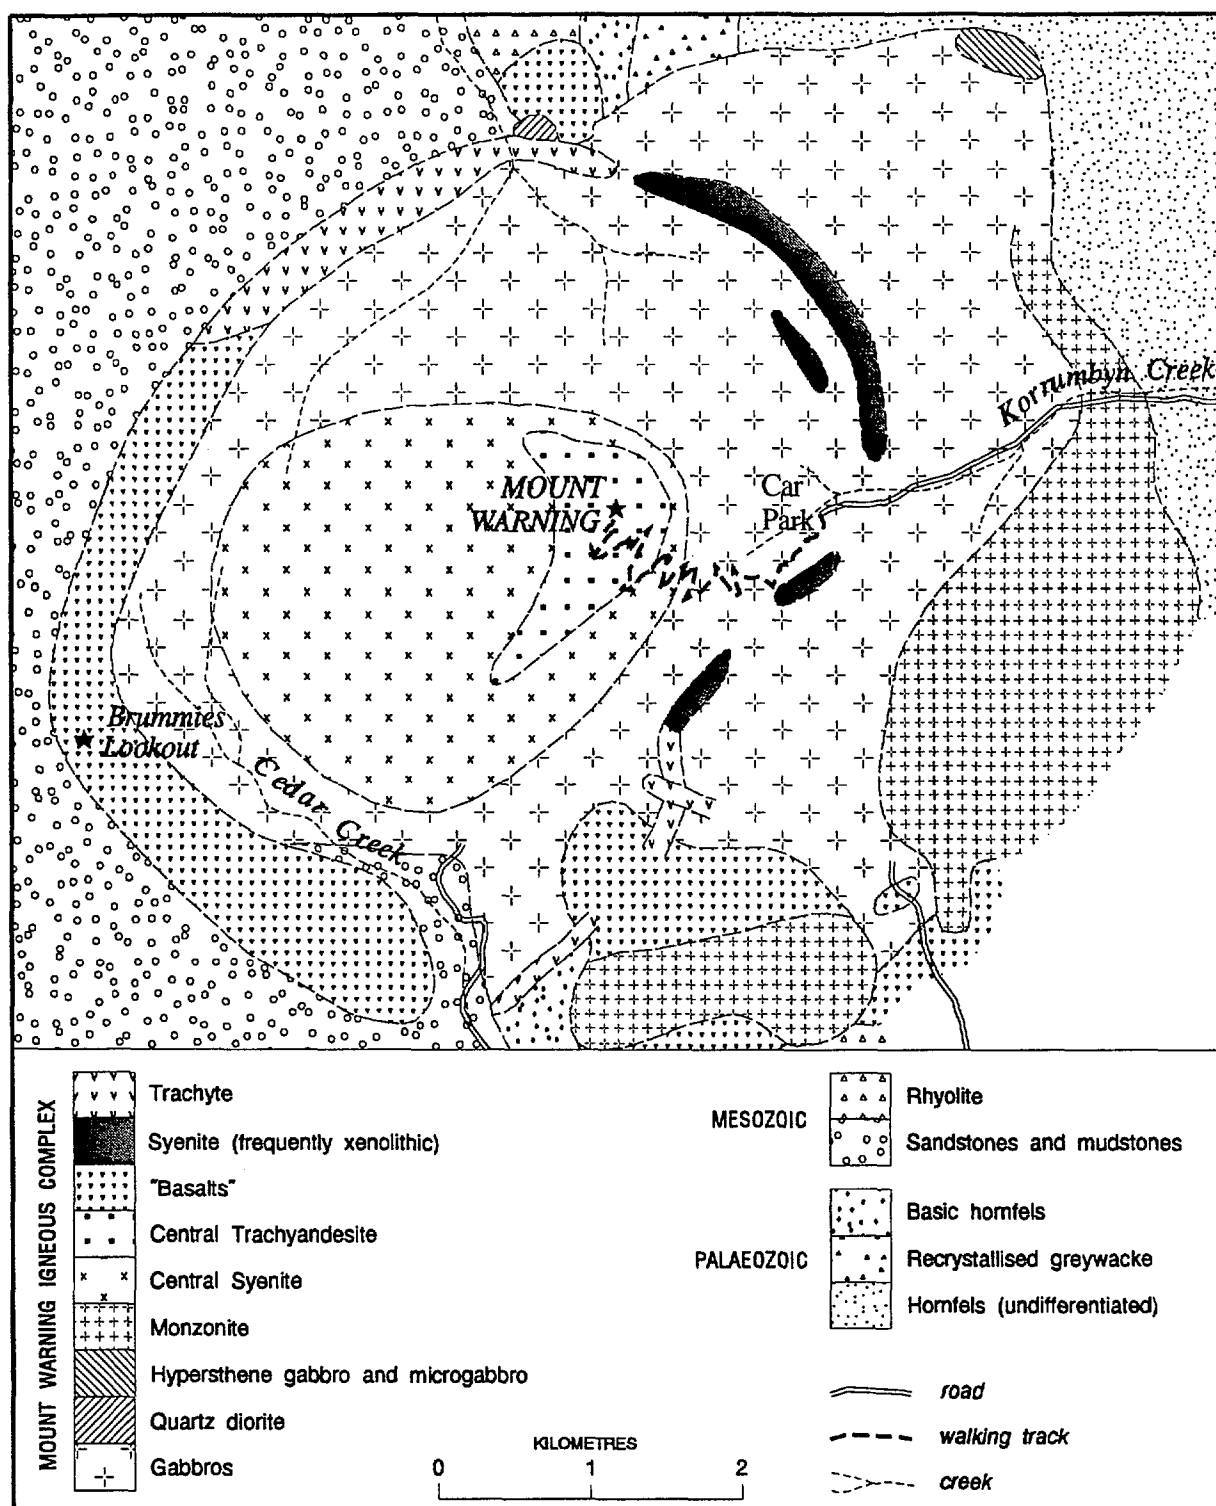 Korrumbyn Creek
MOUNT
WARNING
Car
Park
Brummies
Lookout
Cedar Creek
MOUNT WARNING IGNEOUS COMPLEX
Trachyte
Syenite (frequently xenolithic)
"Basalts"
Central Trachyandesite
Central Syenite
Monzonite
Hypersthene gabbro and microgabbro
Quartz diorite
Gabbros
MESOZOIC
Rhyolite
Sandstones and mudstones
PALAEOZOIC
Basic hornfels
Recrystallised greywacke
Hornfels (undifferentiated)
road
walking track
creek
KILOMETRES
0 1 2